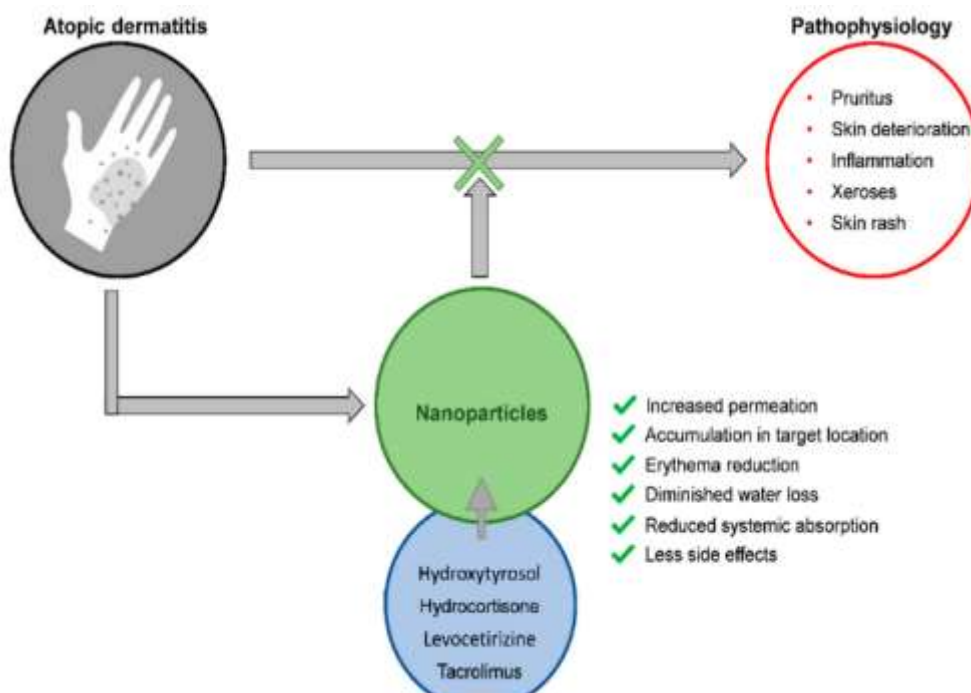 Atopic dermatitis
Pathophysiology
• Pruritus
• Skin deterioration
• Inflammation
• Xeroses
• Skin rash
Nanoparticles
✓ Increased permeation
✓ Accumulation in target location
✓ Erythema reduction
✓ Diminished water loss
✓ Reduced systemic absorption
✓ Less side effects
Hydroxytyrosol
Hydrocortisone
Levocetirizine
Tacrolimus